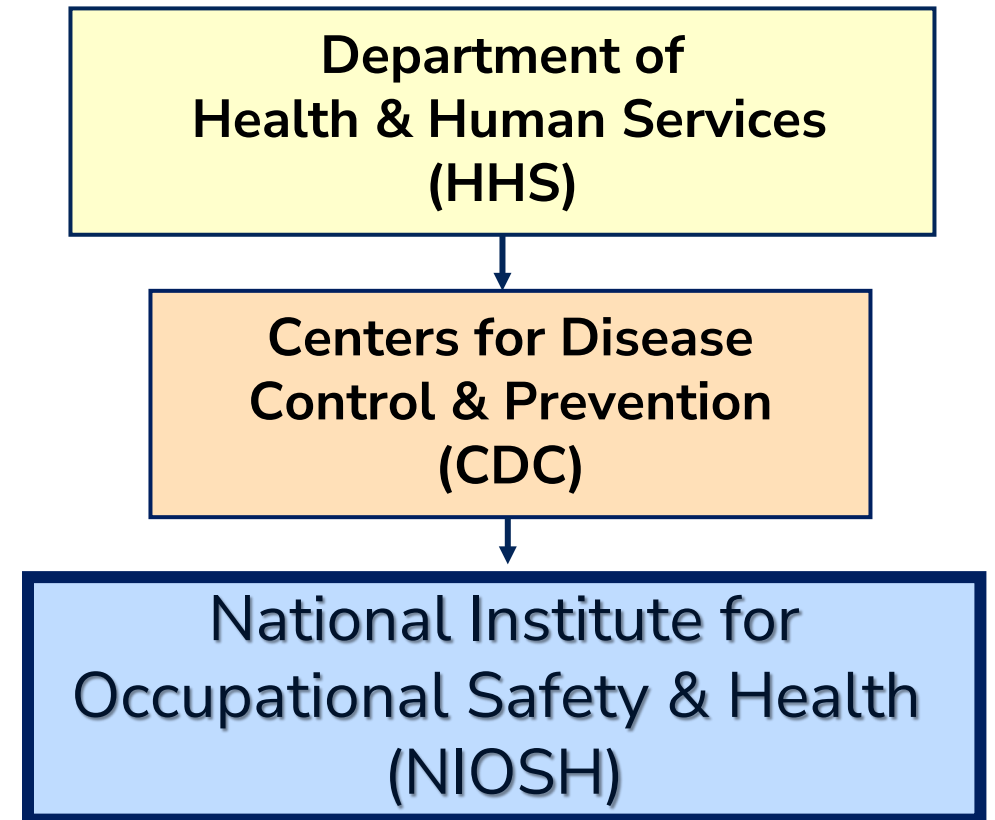 Department of
Health & Human Services
(HHS)
Centers for Disease
Control & Prevention
(CDC)
National Institute for
Occupational Safety & Health
(NIOSH)